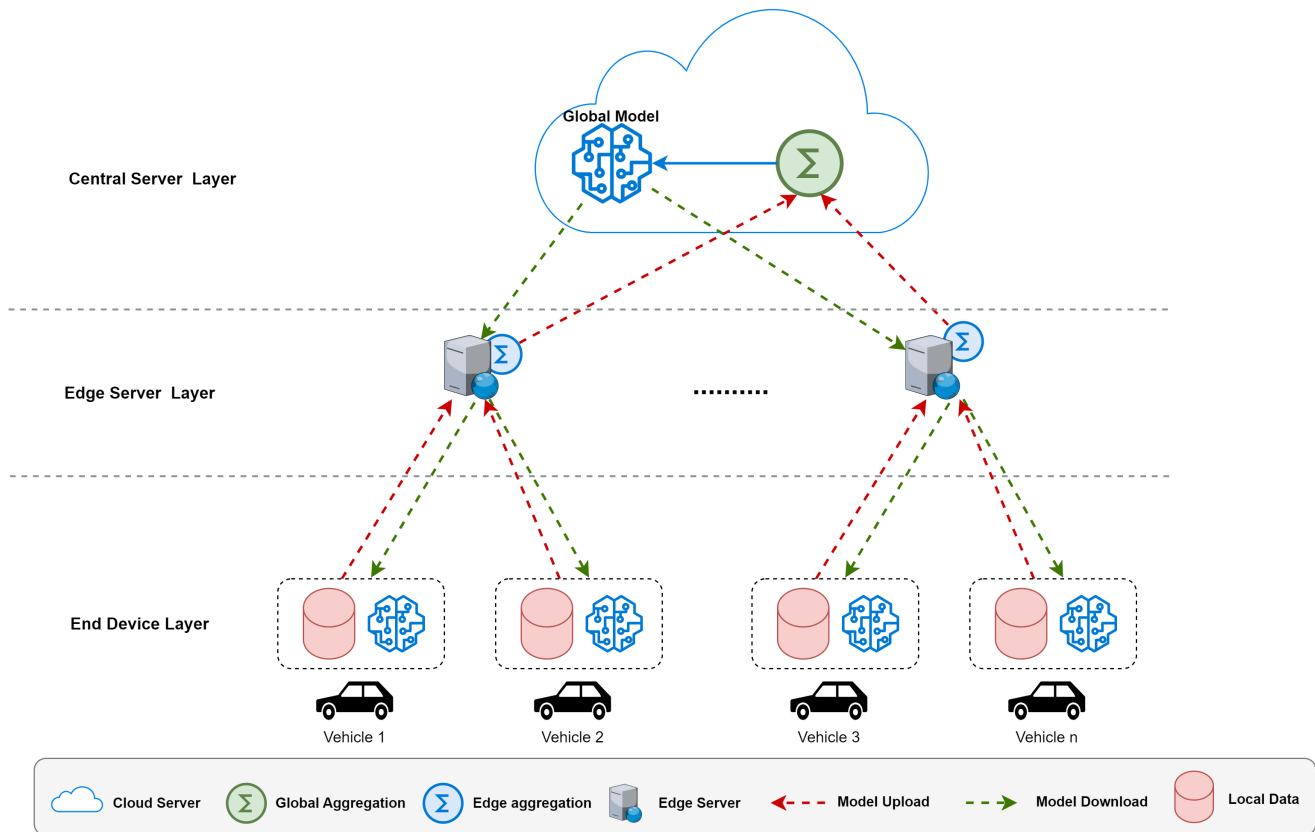 Global Model
Central Server  Layer
Σ
Σ
Σ
Edge Server  Layer
..........
End Device Layer
Vehicle 1
Vehicle 2
Vehicle 3
Vehicle n
Cloud Server
Σ
Global Aggregation
Σ
Edge aggregation
Edge Server
Model Upload
Model Download
Local Data